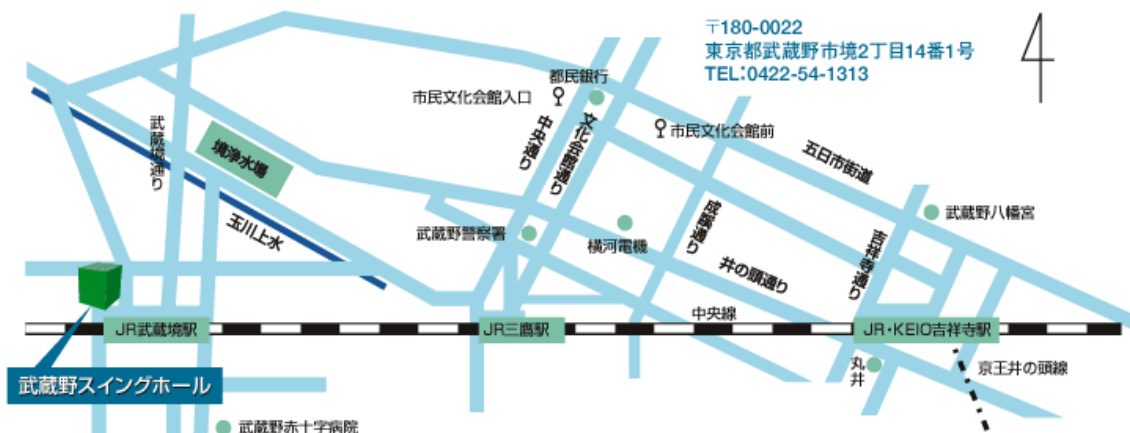 〒180-0022
東京都武蔵野市境2丁目14番1号
TEL:0422-54-1313
都民銀行
市民文化会館入口
市民文化会館前
中央通り
文化会館通り
五日市街道
武蔵境通り
境浄水場
玉川上水
武蔵野警察署
横河電機
成蹊通り
井の頭通り
吉祥寺通り
武蔵野八幡宮
中央線
JR武蔵境駅
JR三鷹駅
JR・KEIO吉祥寺駅
丸井
京王井の頭線
武蔵野スイングホール
武蔵野赤十字病院